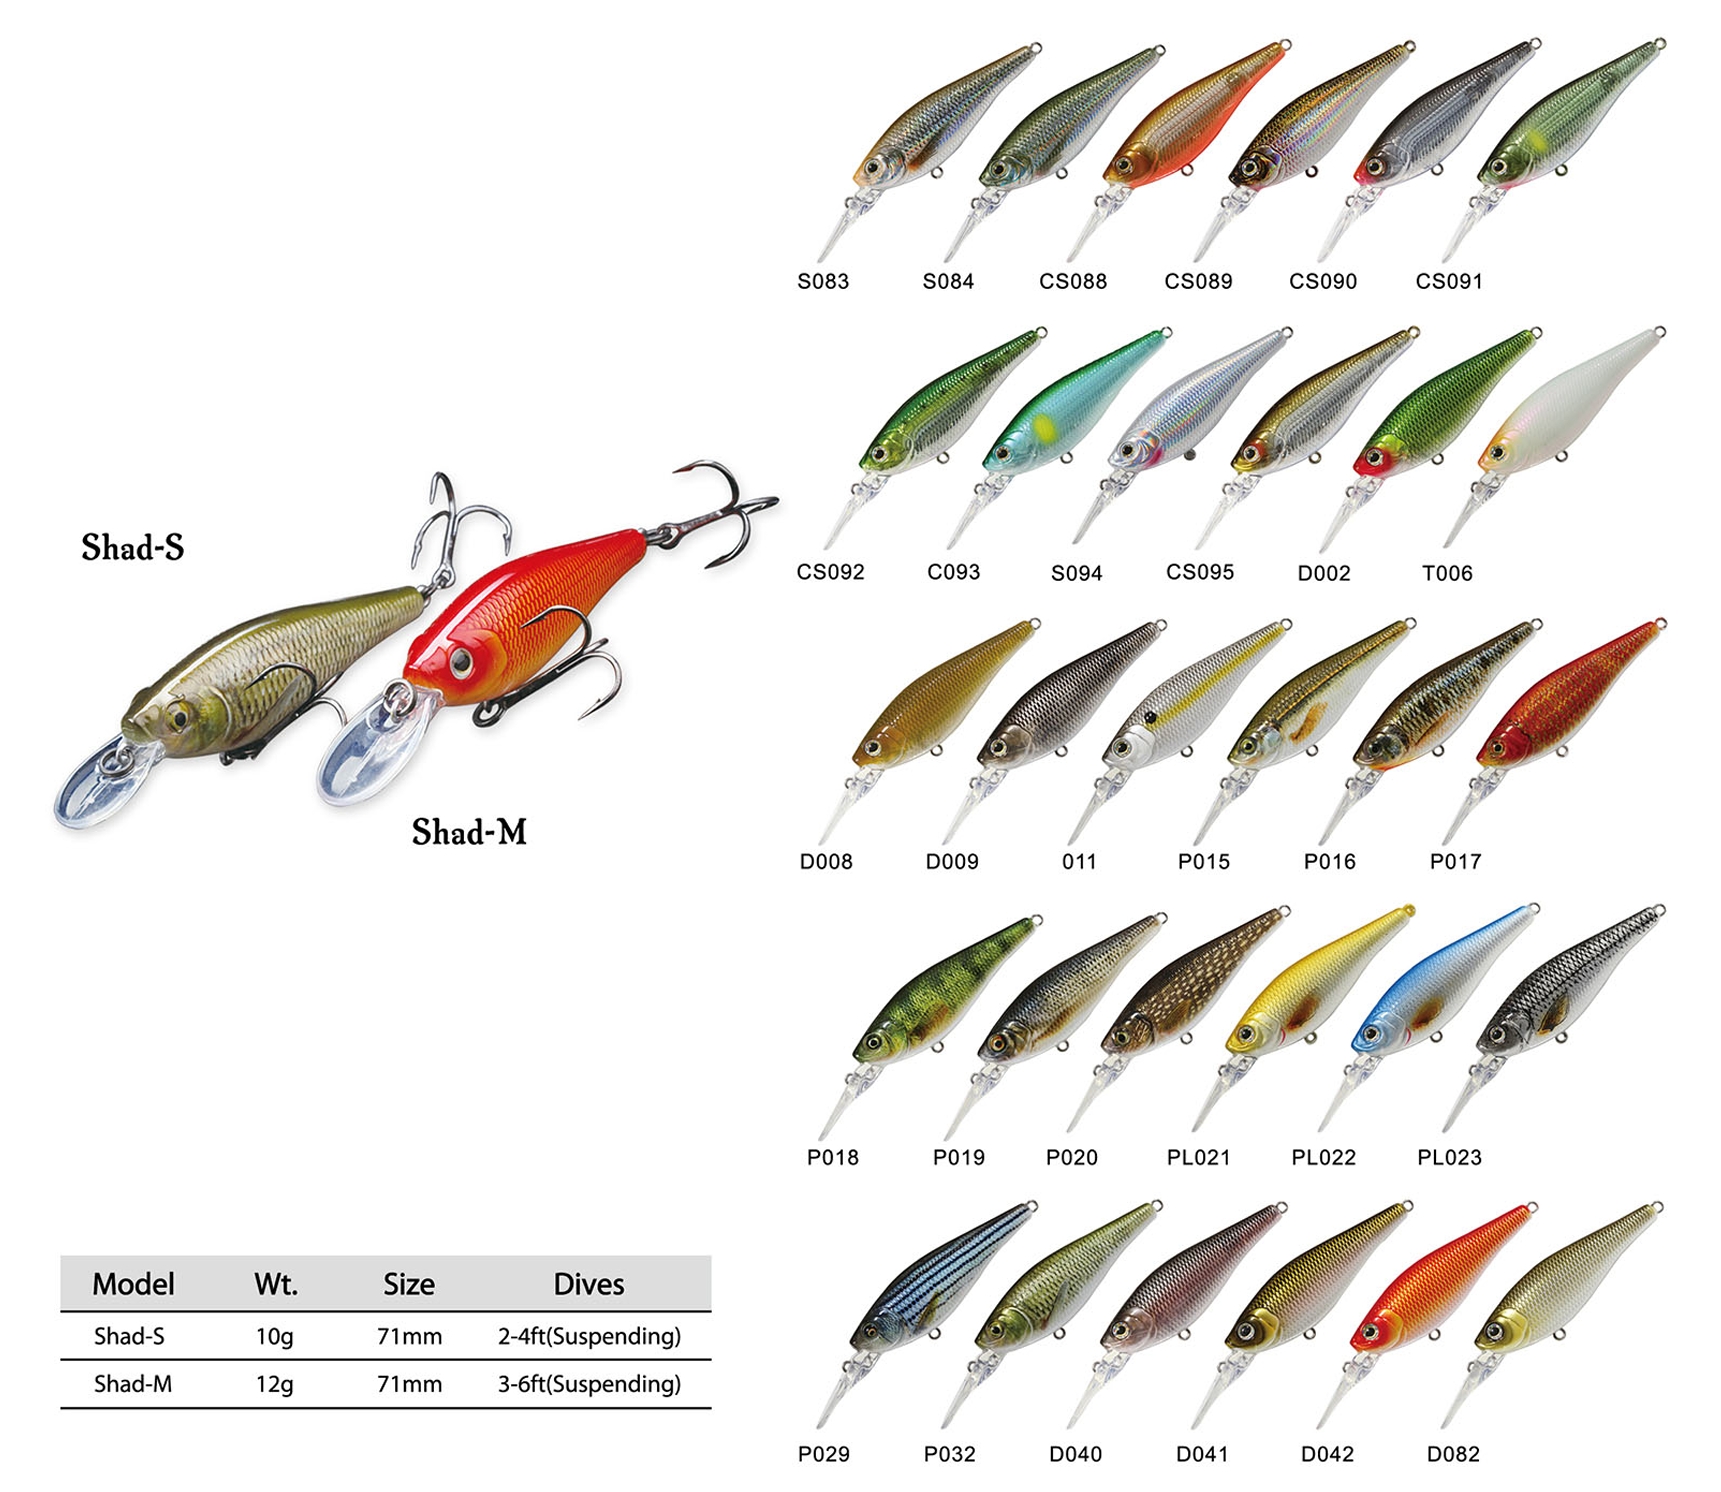 Shad-S
Shad-M
S083 S084 CS088 CS089 CS090 CS091
CS092 C093 S094 CS095 D002 T006
D008 D009 011 P015 P016 P017
P018 P019 P020 PL021 PL022 PL023
P029 P032 D040 D041 D042 D082
Model Wt. Size Dives
Shad-S 10g 71mm 2-4ft(Suspending)
Shad-M 12g 71mm 3-6ft(Suspending)